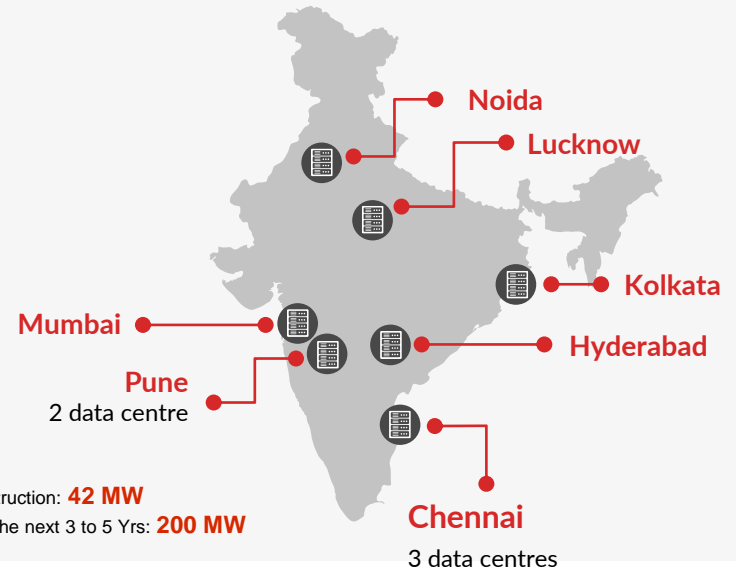 Noida
Lucknow
Kolkata
Mumbai
Hyderabad
Pune
2 data centre
ruction: 42 MW
he next 3 to 5 Yrs: 200 MW
Chennai
3 data centres